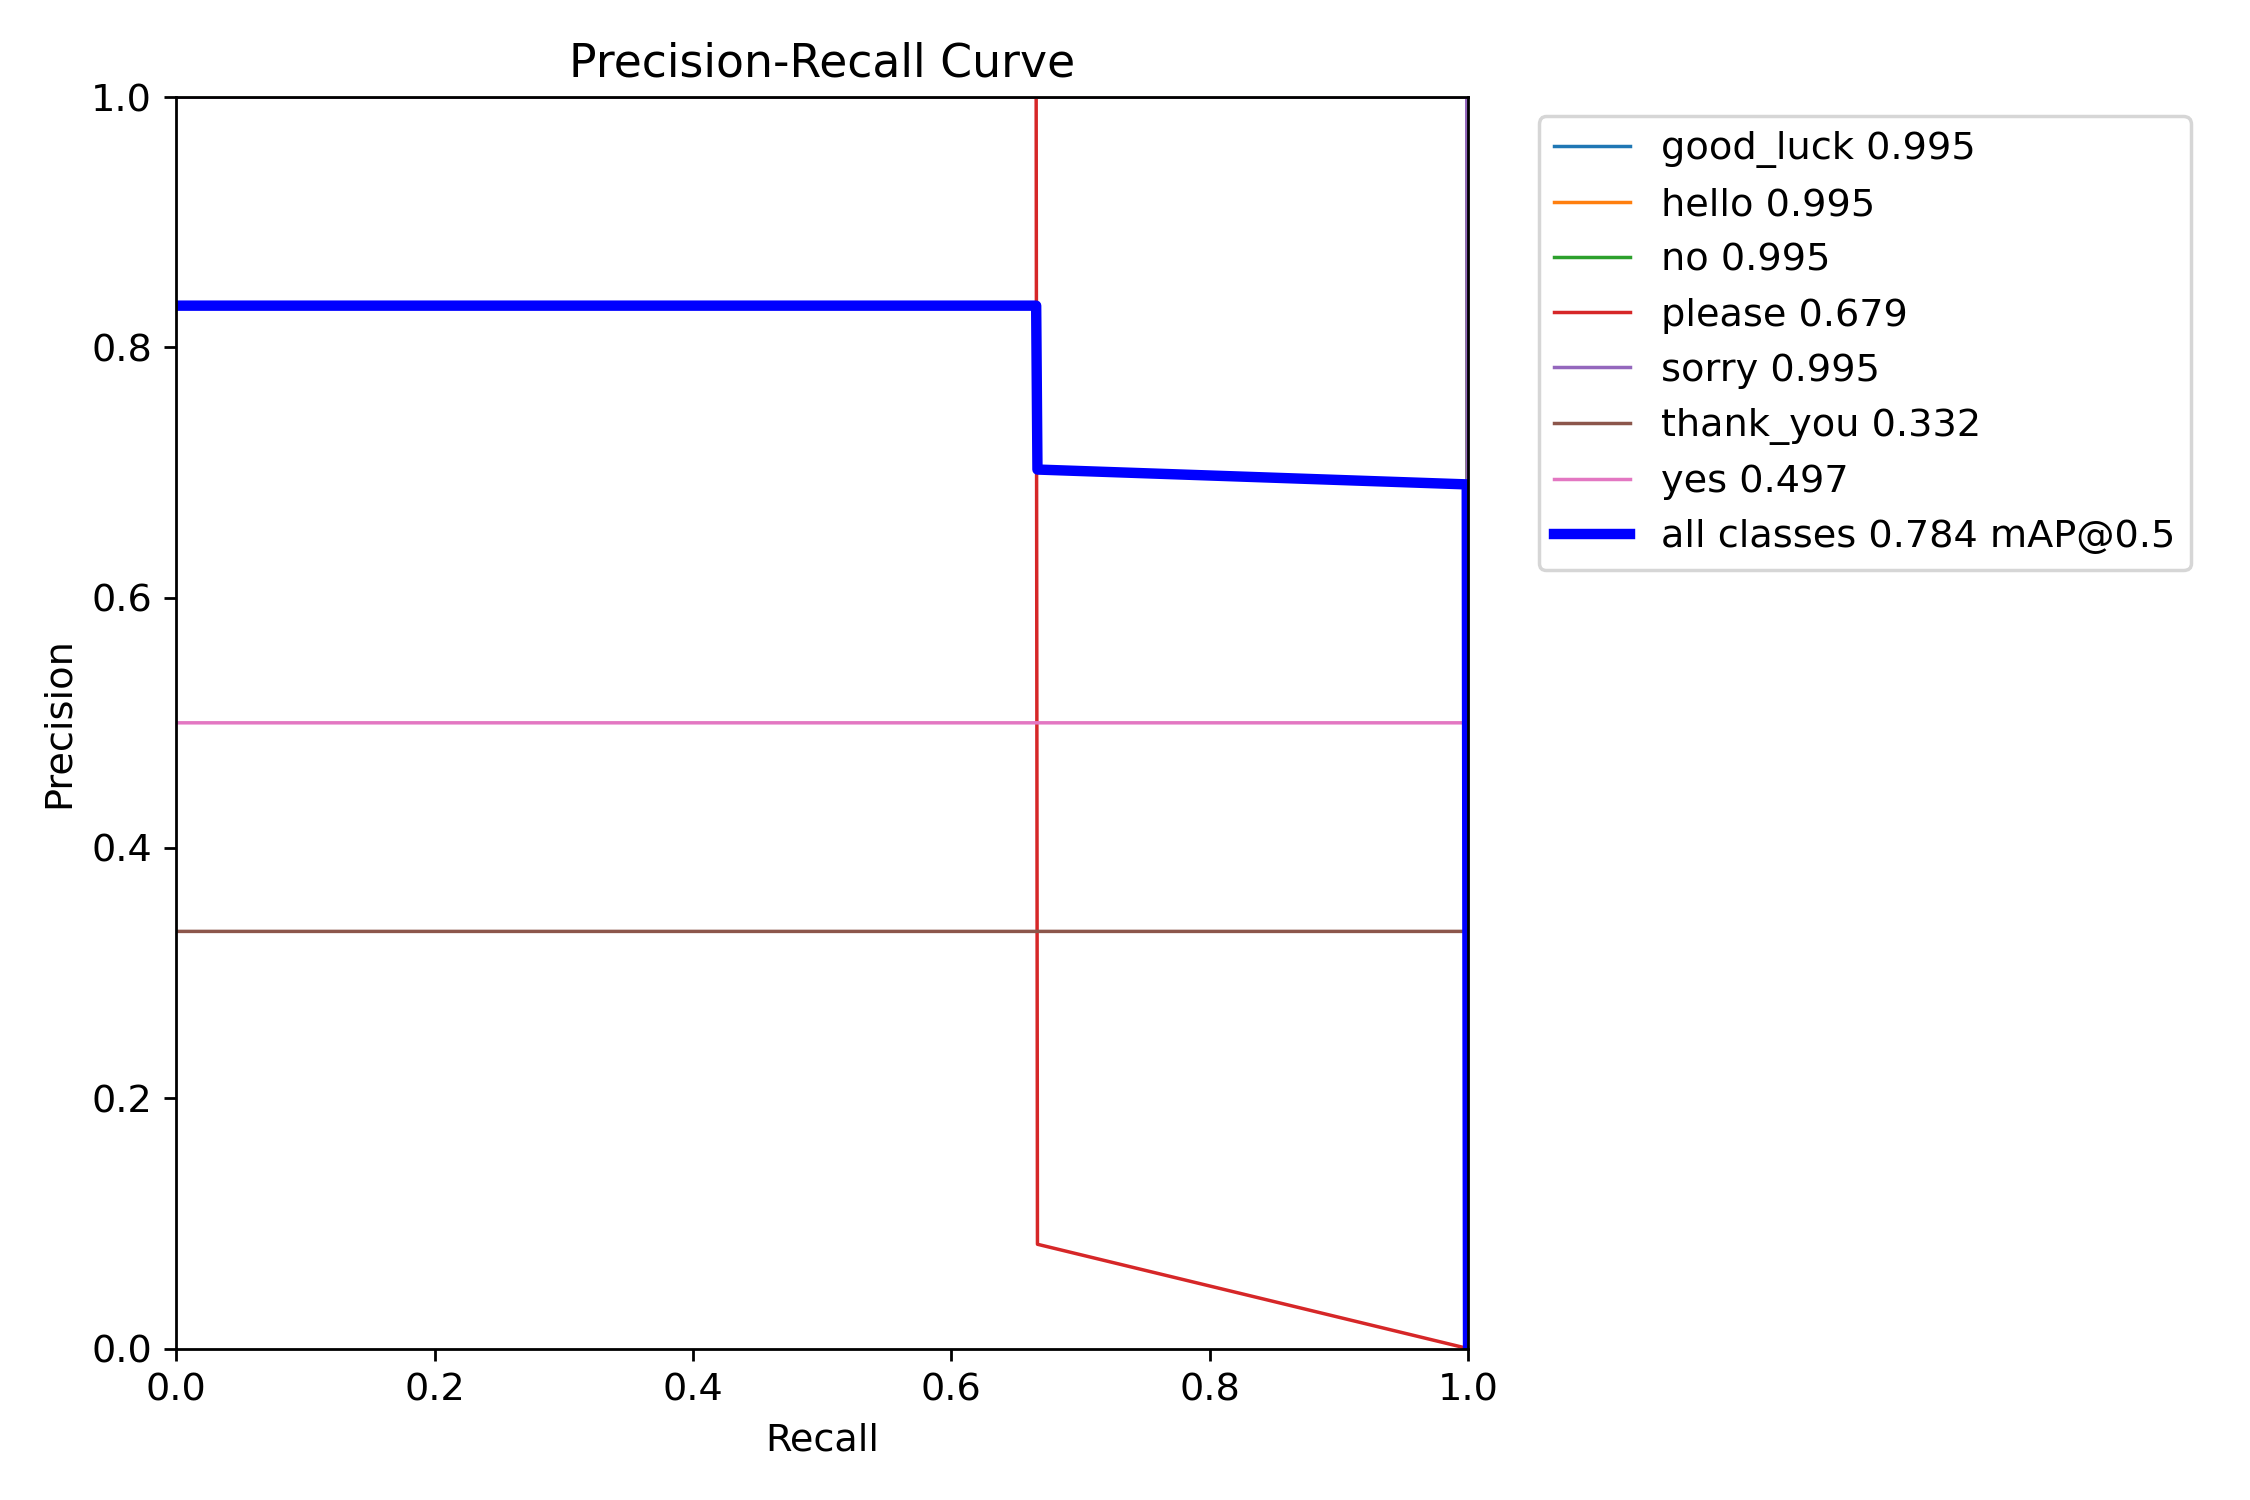 Precision-Recall Curve
1.0
0.8
0.6
0.4
0.2
0.0
Precision
0.0 0.2 0.4 0.6 0.8 1.0
Recall
good_luck 0.995
hello 0.995
no 0.995
please 0.679
sorry 0.995
thank_you 0.332
yes 0.497
all classes 0.784 mAP@0.5